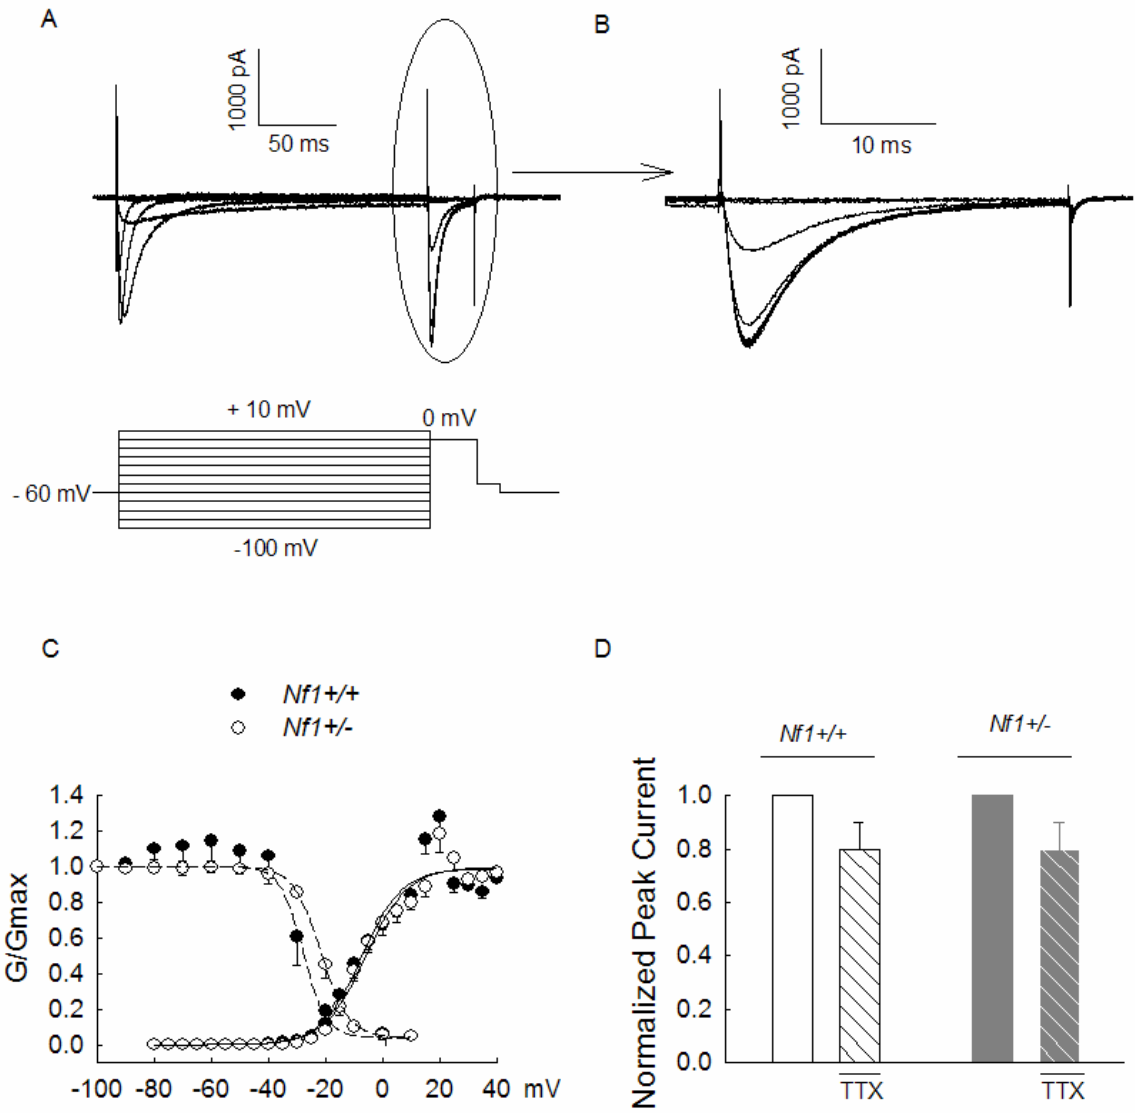 A
B
1000 pA
50 ms
1000 pA
10 ms
+ 10 mV
0 mV
- 60 mV
-100 mV
C
D
Nf1+/+
Nf1+/-
Nf1+/+
Nf1+/-
G/Gmax
1.4
1.2
1.0
0.8
0.6
0.4
0.2
0.0
-100 -80 -60 -40 -20 0 20 40 mV
Normalized Peak Current
1.0
0.8
0.6
0.4
0.2
0.0
TTX TTX